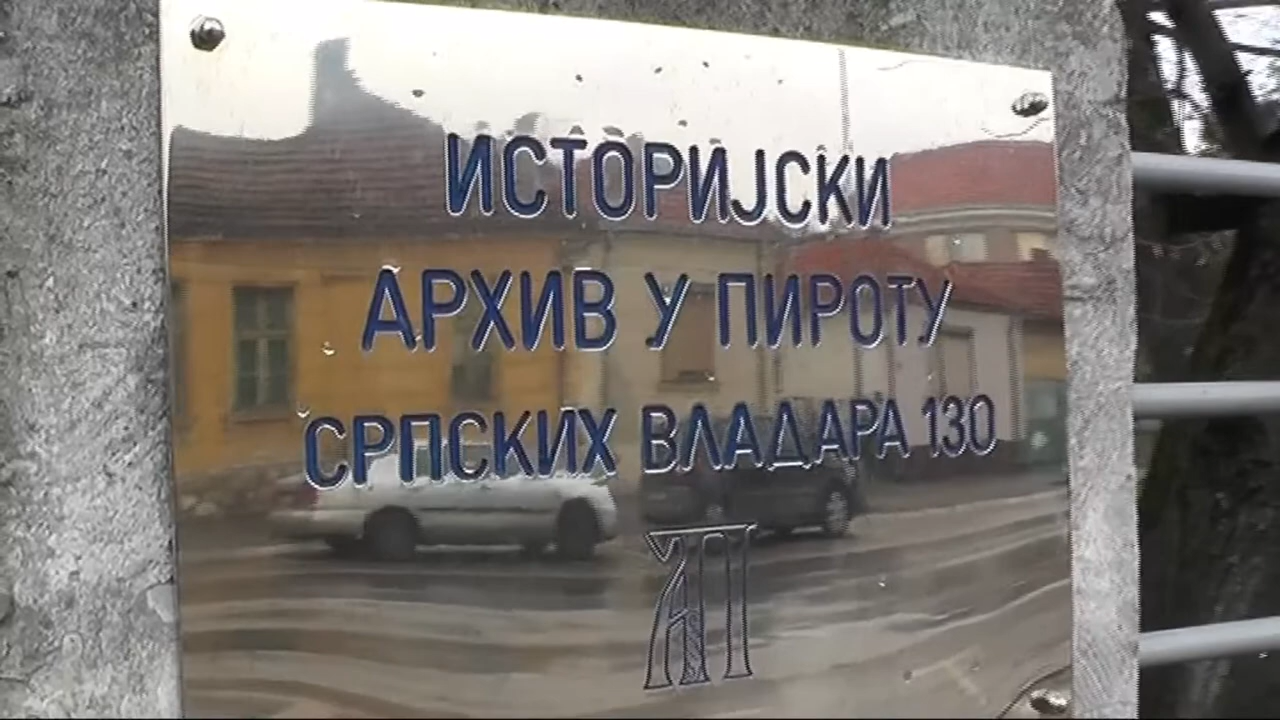 ИСТОРИЈСКИ
АРХИВ У ПИРОТУ
СРПСКИХ ВЛАДАРА 130